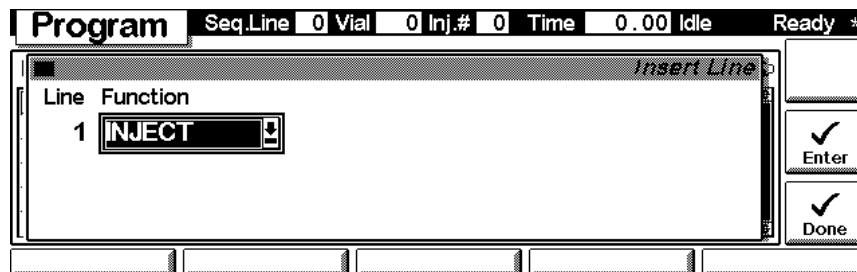 Program Seq.Line 0 Vial 0 Inj.# 0 Time 0.00 Idle Ready *
Insert Line
Line Function
1 INJECT
Enter
Done